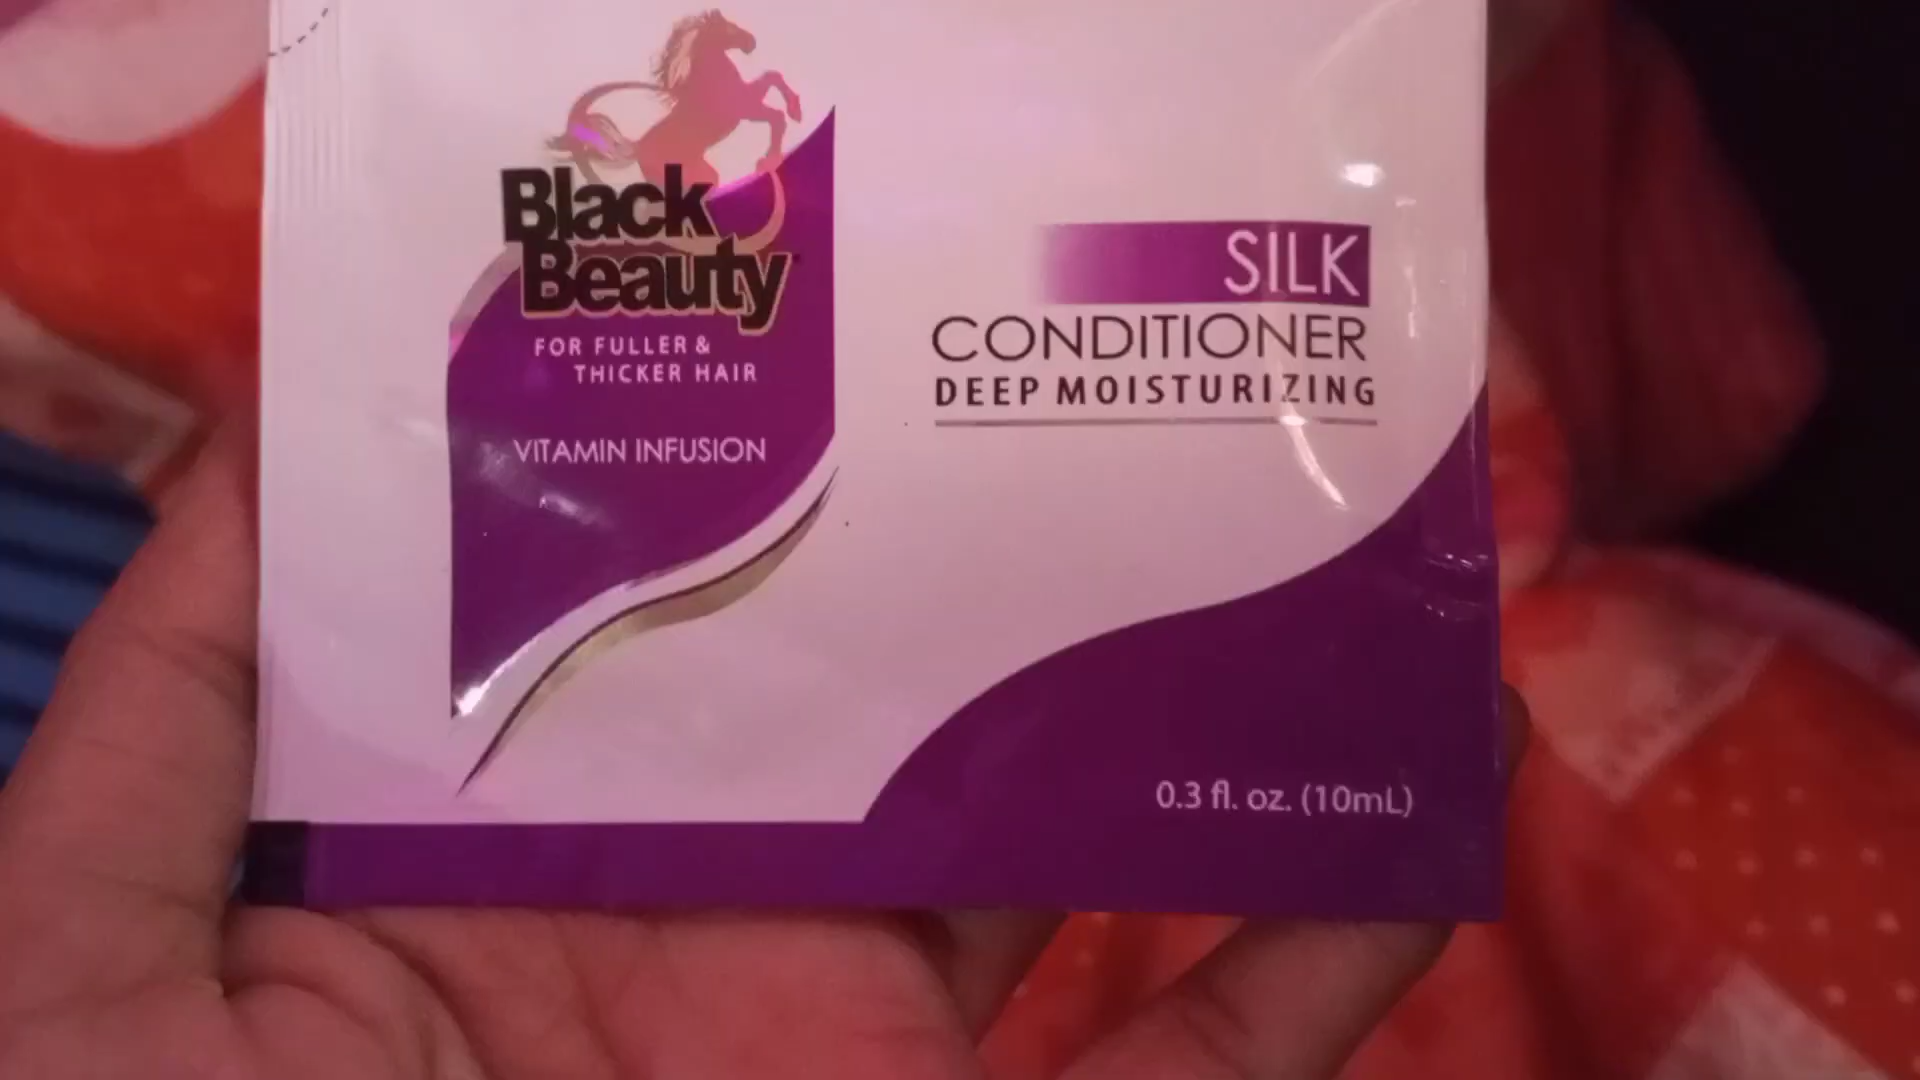 Black
Beauty
FOR FULLER &
THICKER HAIR
VITAMIN INFUSION
SILK
CONDITIONER
DEEP MOISTURIZING
0.3 fl. oz. (10mL)